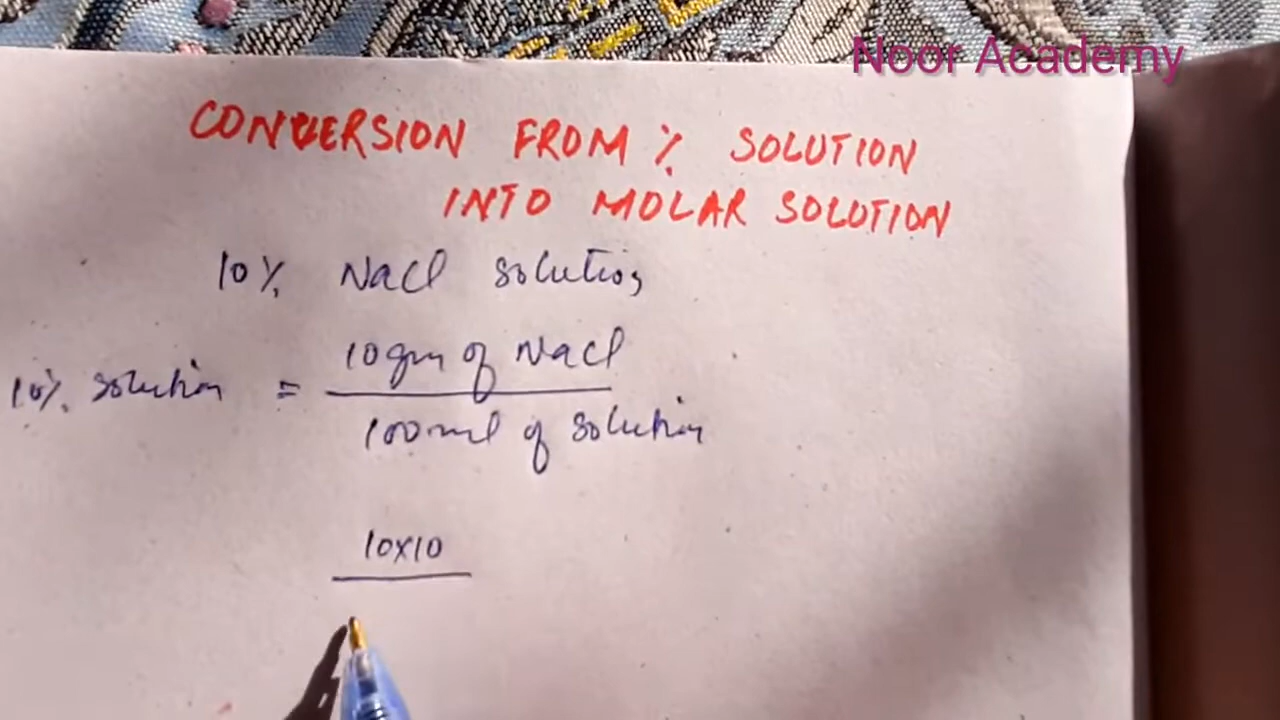 Noor Academy
CONVERSION FROM % SOLUTION
INTO MOLAR SOLUTION
10% NaCl solution
10gm of NaCl
10% solution =
100ml of solution
10x10